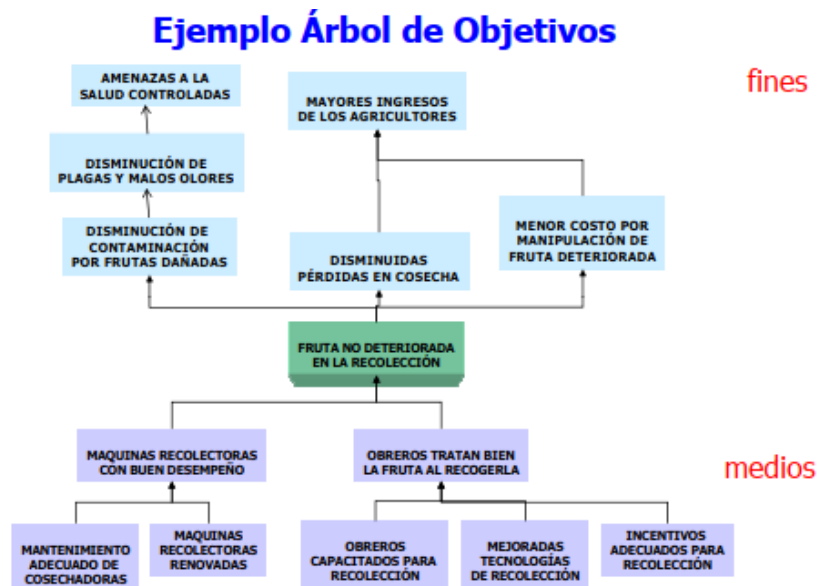 Ejemplo Árbol de Objetivos
fines
AMENAZAS A LA
SALUD CONTROLADAS
MAYORES INGRESOS
DE LOS AGRICULTORES
DISMINUCIÓN DE
PLAGAS Y MALOS OLORES
DISMINUCIÓN DE
CONTAMINACIÓN
POR FRUTAS DAÑADAS
DISMINUIDAS
PÉRDIDAS EN COSECHA
MENOR COSTO POR
MANIPULACIÓN DE
FRUTA DETERIORADA
FRUTA NO DETERIORADA
EN LA RECOLECCIÓN
MAQUINAS RECOLECTORAS
CON BUEN DESEMPEÑO
OBREROS TRATAN BIEN
LA FRUTA AL RECOGERLA
medios
MANTENIMIENTO
ADECUADO DE
COSECHADORAS
MAQUINAS
RECOLECTORAS
RENOVADAS
OBREROS
CAPACITADOS PARA
RECOLECCIÓN
MEJORADAS
TECNOLOGÍAS
DE RECOLECCIÓN
INCENTIVOS
ADECUADOS PARA
RECOLECCIÓN